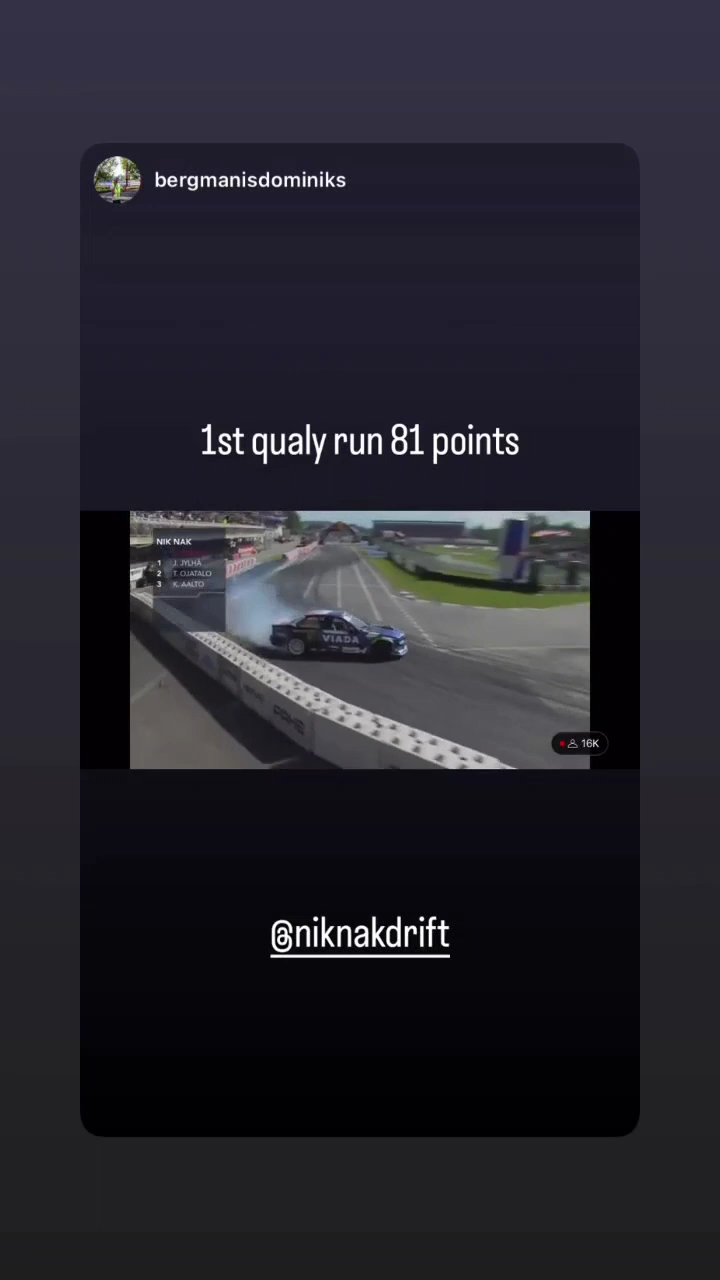 bergmanisdominiks
1st qualy run 81 points
NIK NAK
1 J. JYLHÄ
2 T. OJATALO
3 K. AALTO
VIADA
16K
@niknakdrift